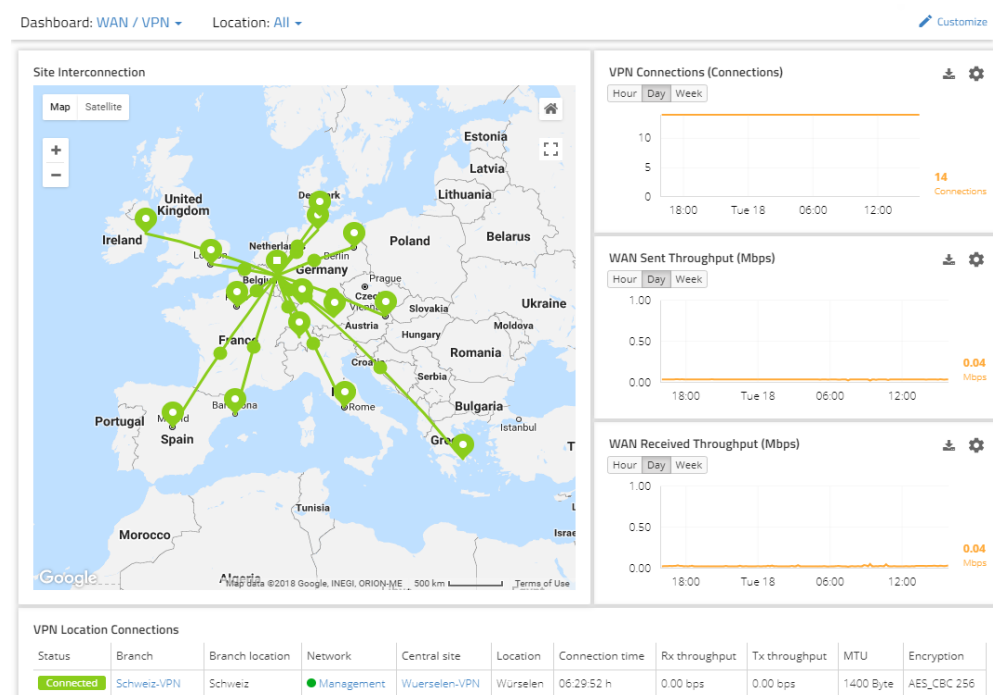 Dashboard: WAN / VPN Location: All Customize
Site Interconnection
Map Satellite
+
−
Estonia
Latvia
Lithuania
United
Kingdom
Ireland
Poland
Belarus
Berlin
Germany
Prague
Ukraine
Slovakia
Austria
Moldova
Hungary
France
Romania
Serbia
Bulgaria
Istanbul
Rome
Portugal
Spain
Tunisia
Morocco
Algeria
Google
Map data ©2018 Google, INEGI, ORION-ME 500 km Terms of Use
VPN Connections (Connections)
Hour Day Week
10
5
0
18:00 Tue 18 06:00 12:00
14
Connections
WAN Sent Throughput (Mbps)
Hour Day Week
1.00
0.50
0.00
18:00 Tue 18 06:00 12:00
0.04
Mbps
WAN Received Throughput (Mbps)
Hour Day Week
1.00
0.50
0.00
18:00 Tue 18 06:00 12:00
0.04
Mbps
VPN Location Connections
Status Branch Branch location Network Central site Location Connection time Rx throughput Tx throughput MTU Encryption
Connected Schweiz-VPN Schweiz Management Wuerselen-VPN Würselen 06:29:52 h 0.00 bps 0.00 bps 1400 Byte AES_CBC 256